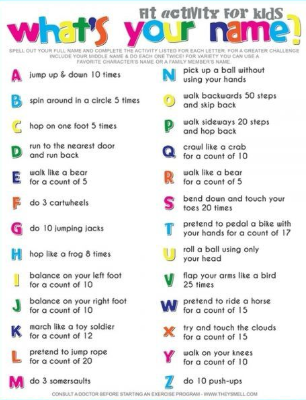 fit activity for kids
what's your name?
SPELL OUT YOUR FULL NAME AND COMPLETE THE ACTIVITY LISTED FOR EACH LETTER. FOR A GREATER CHALLENGE
INCLUDE YOUR MIDDLE NAME & DO EACH ONE TWICE! FOR VARIETY YOU CAN USE A
FAVORITE CHARACTER'S NAME OR A FAMILY MEMBER'S NAME.
A jump up & down 10 times
B spin around in a circle 5 times
C hop on one foot 5 times
D run to the nearest door
and run back
E walk like a bear
for a count of 5
F do 3 cartwheels
G do 10 jumping jacks
H hop like a frog 8 times
I balance on your left foot
for a count of 10
J balance on your right foot
for a count of 10
K march like a toy soldier
for a count of 12
L pretend to jump rope
for a count of 20
M do 3 somersaults
N pick up a ball without
using your hands
O walk backwards 50 steps
and skip back
P walk sideways 20 steps
and hop back
Q crawl like a crab
for a count of 10
R walk like a bear
for a count of 5
S bend down and touch your
toes 20 times
T pretend to pedal a bike with
your hands for a count of 17
U roll a ball using only
your head
V flap your arms like a bird
25 times
W pretend to ride a horse
for a count of 15
X try and touch the clouds
for a count of 15
Y walk on your knees
for a count of 10
Z do 10 push-ups
CONSULT A DOCTOR BEFORE STARTING AN EXERCISE PROGRAM - WWW.THEYSMELL.COM